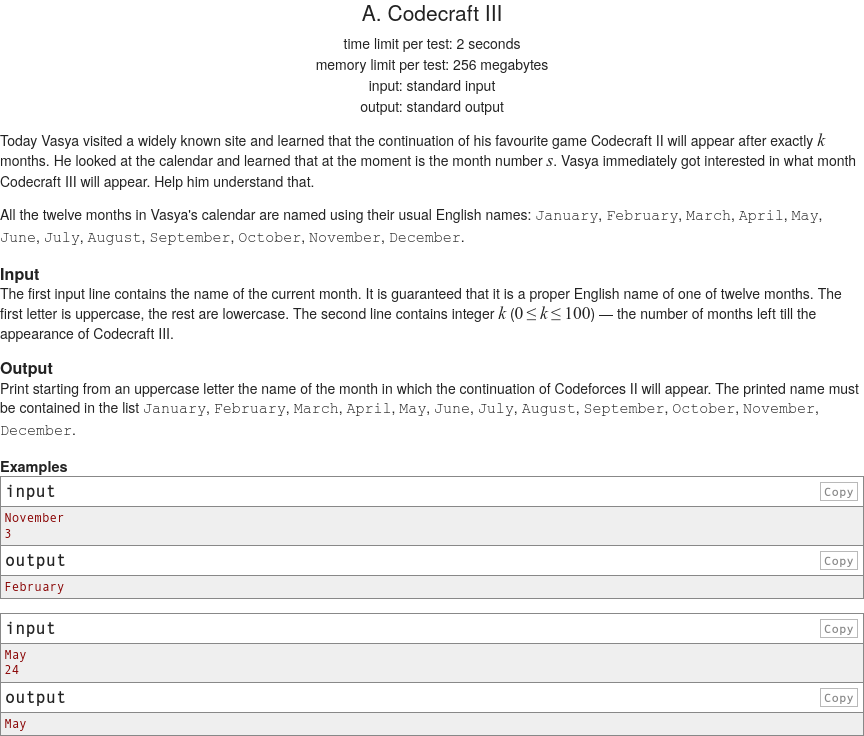 A. Codecraft III
time limit per test: 2 seconds
memory limit per test: 256 megabytes
input: standard input
output: standard output
Today Vasya visited a widely known site and learned that the continuation of his favourite game Codecraft II will appear after exactly k
months. He looked at the calendar and learned that at the moment is the month number s. Vasya immediately got interested in what month
Codecraft III will appear. Help him understand that.
All the twelve months in Vasya's calendar are named using their usual English names: January, February, March, April, May,
June, July, August, September, October, November, December.
Input
The first input line contains the name of the current month. It is guaranteed that it is a proper English name of one of twelve months. The
first letter is uppercase, the rest are lowercase. The second line contains integer k (0 ≤ k ≤ 100) — the number of months left till the
appearance of Codecraft III.
Output
Print starting from an uppercase letter the name of the month in which the continuation of Codeforces II will appear. The printed name must
be contained in the list January, February, March, April, May, June, July, August, September, October, November,
December.
Examples
input Copy
November
3
output Copy
February
input Copy
May
24
output Copy
May